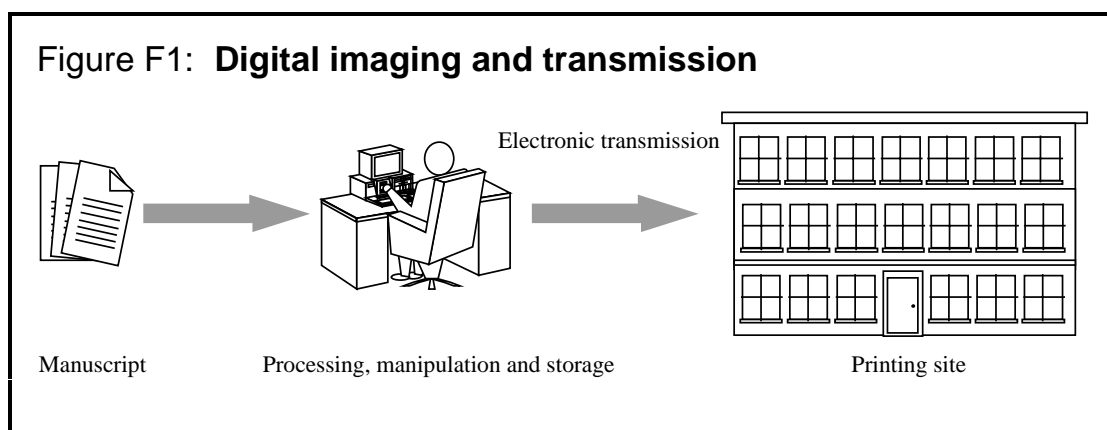 Figure F1: Digital imaging and transmission
Electronic transmission
Manuscript
Processing, manipulation and storage
Printing site